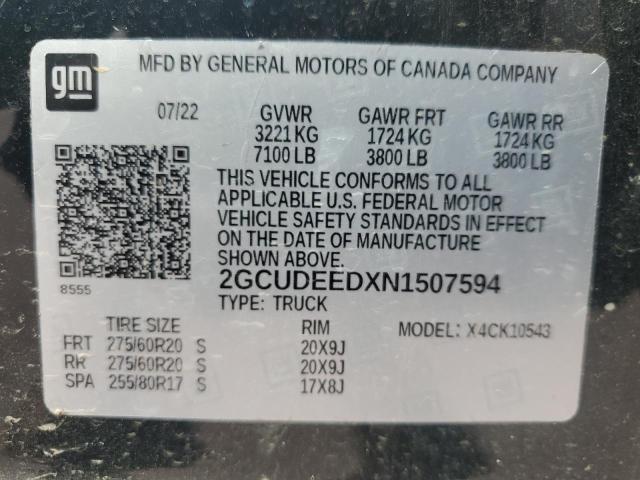 gm
MFD BY GENERAL MOTORS OF CANADA COMPANY
07/22 GVWR GAWR FRT GAWR RR
3221 KG 1724 KG 1724 KG
7100 LB 3800 LB 3800 LB
THIS VEHICLE CONFORMS TO ALL
APPLICABLE U.S. FEDERAL MOTOR
VEHICLE SAFETY STANDARDS IN EFFECT
ON THE DATE OF MANUFACTURE
SHOWN ABOVE.
8555
2GCUDEEDXN1507594
TYPE: TRUCK
TIRE SIZE RIM MODEL: X4CK10543
FRT 275/60R20 S 20X9J
RR 275/60R20 S 20X9J
SPA 255/80R17 S 17X8J